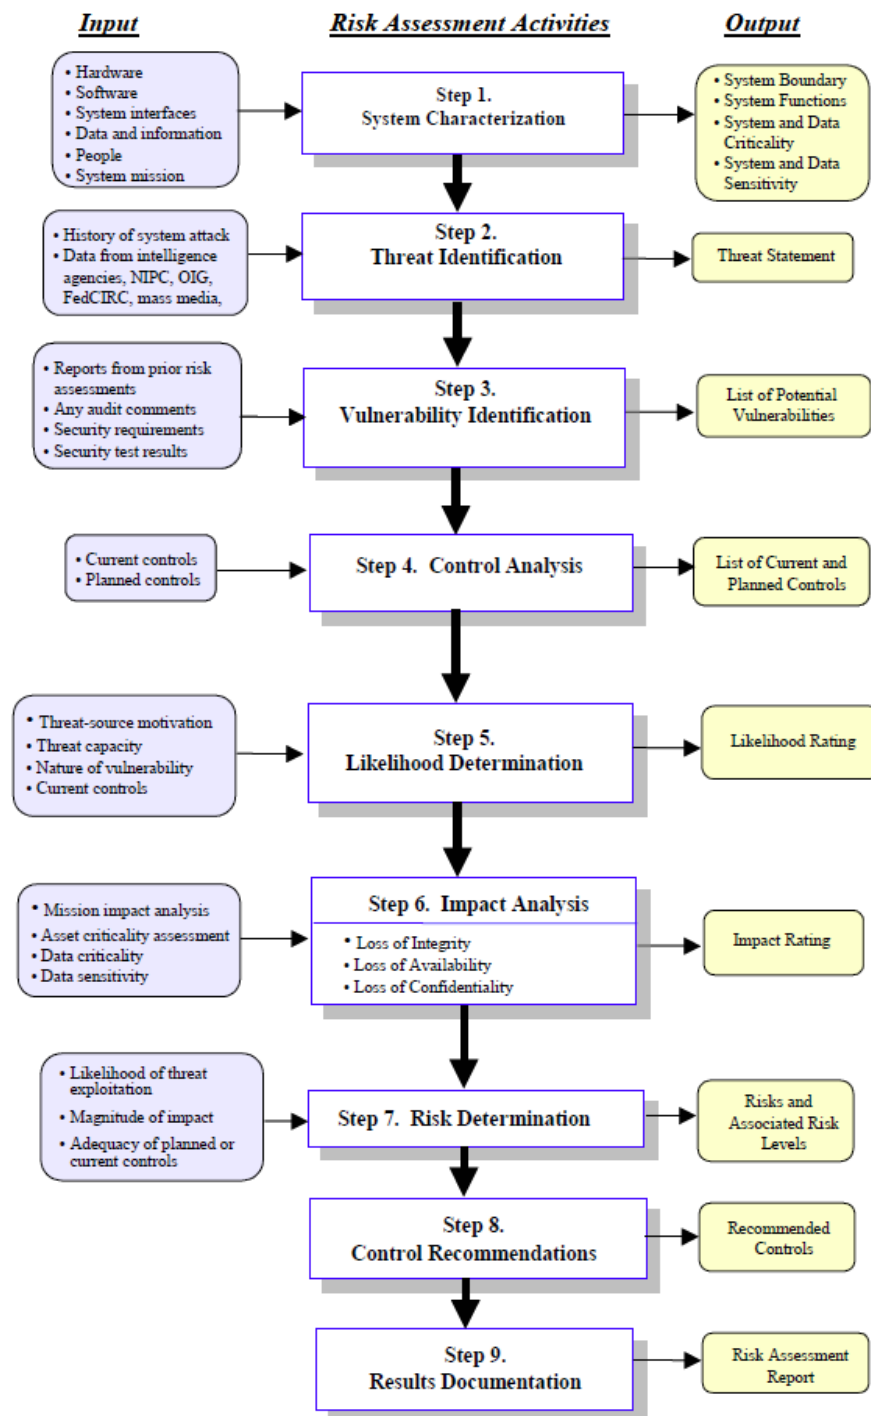 Input
Risk Assessment Activities
Output
• Hardware
• Software
• System interfaces
• Data and information
• People
• System mission
Step 1.
System Characterization
• System Boundary
• System Functions
• System and Data
Criticality
• System and Data
Sensitivity
• History of system attack
• Data from intelligence
agencies, NIPC, OIG,
FedCIRC, mass media,
Step 2.
Threat Identification
Threat Statement
• Reports from prior risk
assessments
• Any audit comments
• Security requirements
• Security test results
Step 3.
Vulnerability Identification
List of Potential
Vulnerabilities
• Current controls
• Planned controls
Step 4. Control Analysis
List of Current and
Planned Controls
• Threat-source motivation
• Threat capacity
• Nature of vulnerability
• Current controls
Step 5.
Likelihood Determination
Likelihood Rating
• Mission impact analysis
• Asset criticality assessment
• Data criticality
• Data sensitivity
Step 6. Impact Analysis
• Loss of Integrity
• Loss of Availability
• Loss of Confidentiality
Impact Rating
• Likelihood of threat
exploitation
• Magnitude of impact
• Adequacy of planned or
current controls
Step 7. Risk Determination
Risks and
Associated Risk
Levels
Step 8.
Control Recommendations
Recommended
Controls
Step 9.
Results Documentation
Risk Assessment
Report